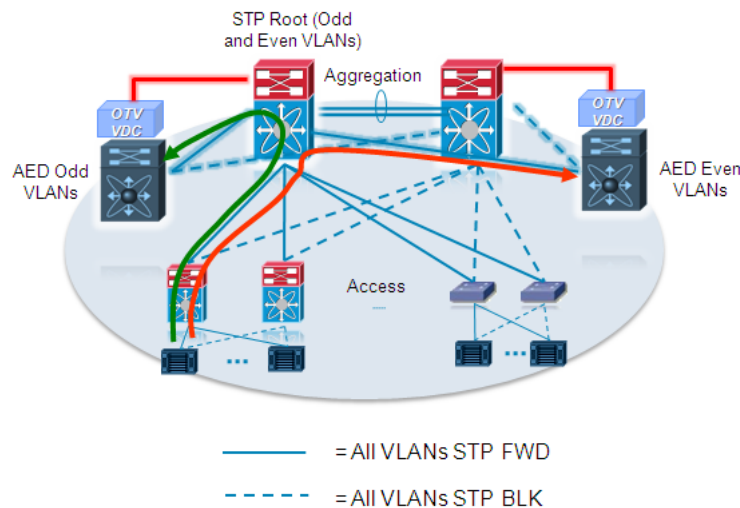 STP Root (Odd
and Even VLANs)
Aggregation
OTV
VDC
OTV
VDC
AED Odd
VLANs
AED Even
VLANs
Access
...
...
= All VLANs STP FWD
= All VLANs STP BLK